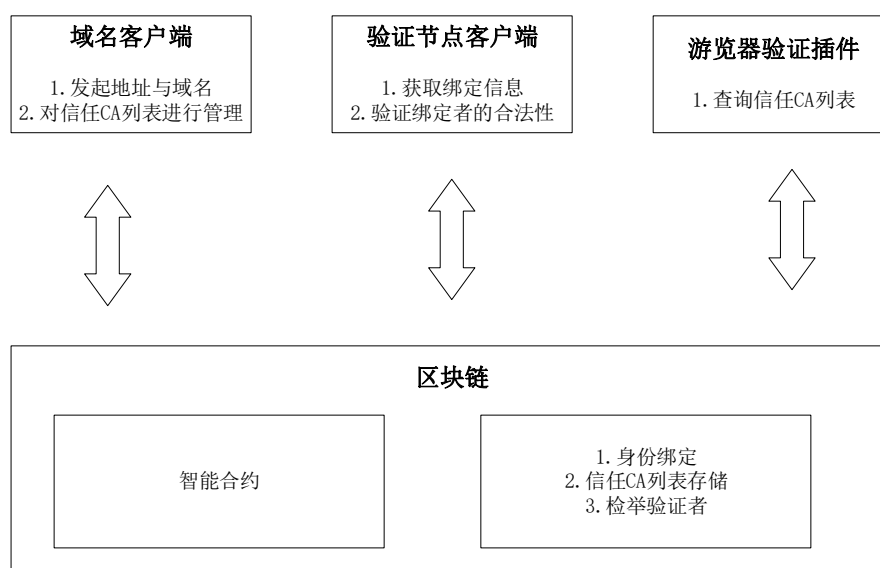 域名客户端
1.发起地址与域名
2.对信任CA列表进行管理
验证节点客户端
1.获取绑定信息
2.验证绑定者的合法性
游览器验证插件
1.查询信任CA列表
区块链
智能合约
1.身份绑定
2.信任CA列表存储
3.检举验证者